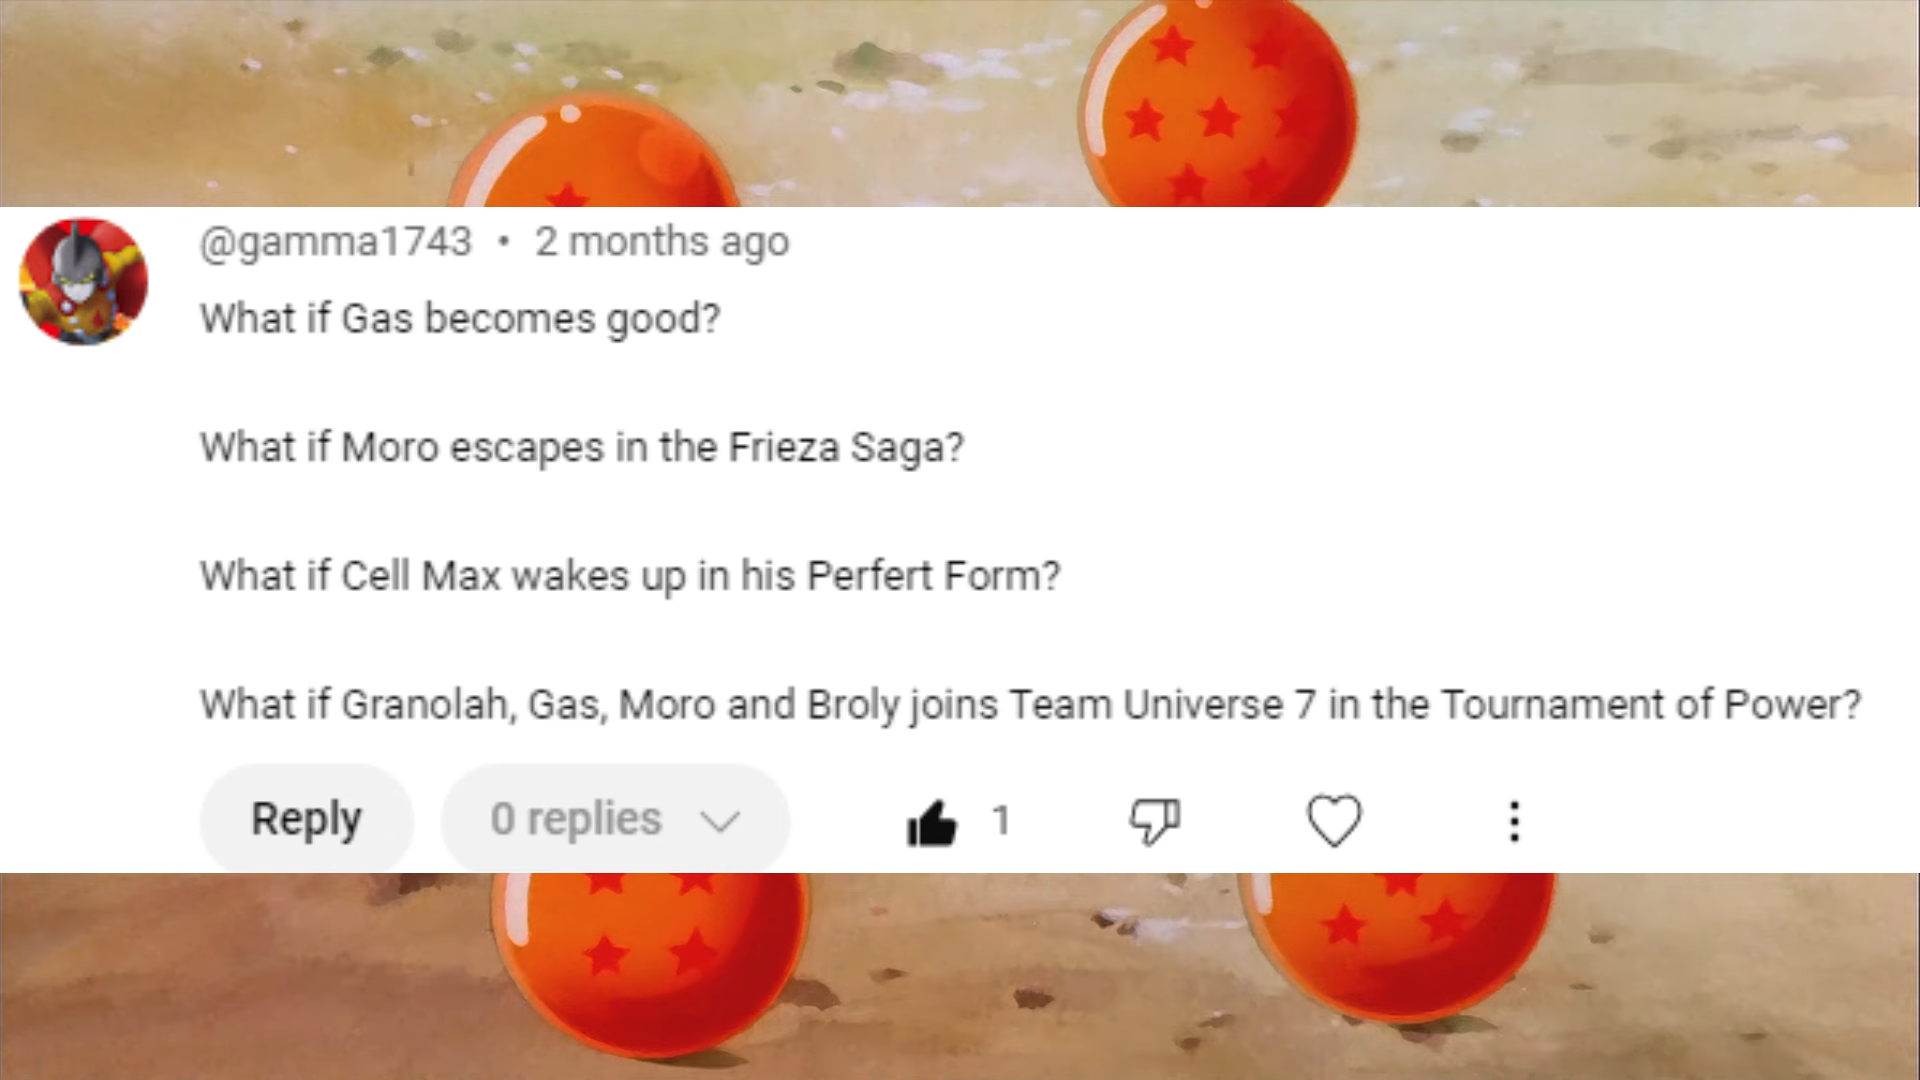 @gamma1743 • 2 months ago
What if Gas becomes good?
What if Moro escapes in the Frieza Saga?
What if Cell Max wakes up in his Perfert Form?
What if Granolah, Gas, Moro and Broly joins Team Universe 7 in the Tournament of Power?
Reply 0 replies 1